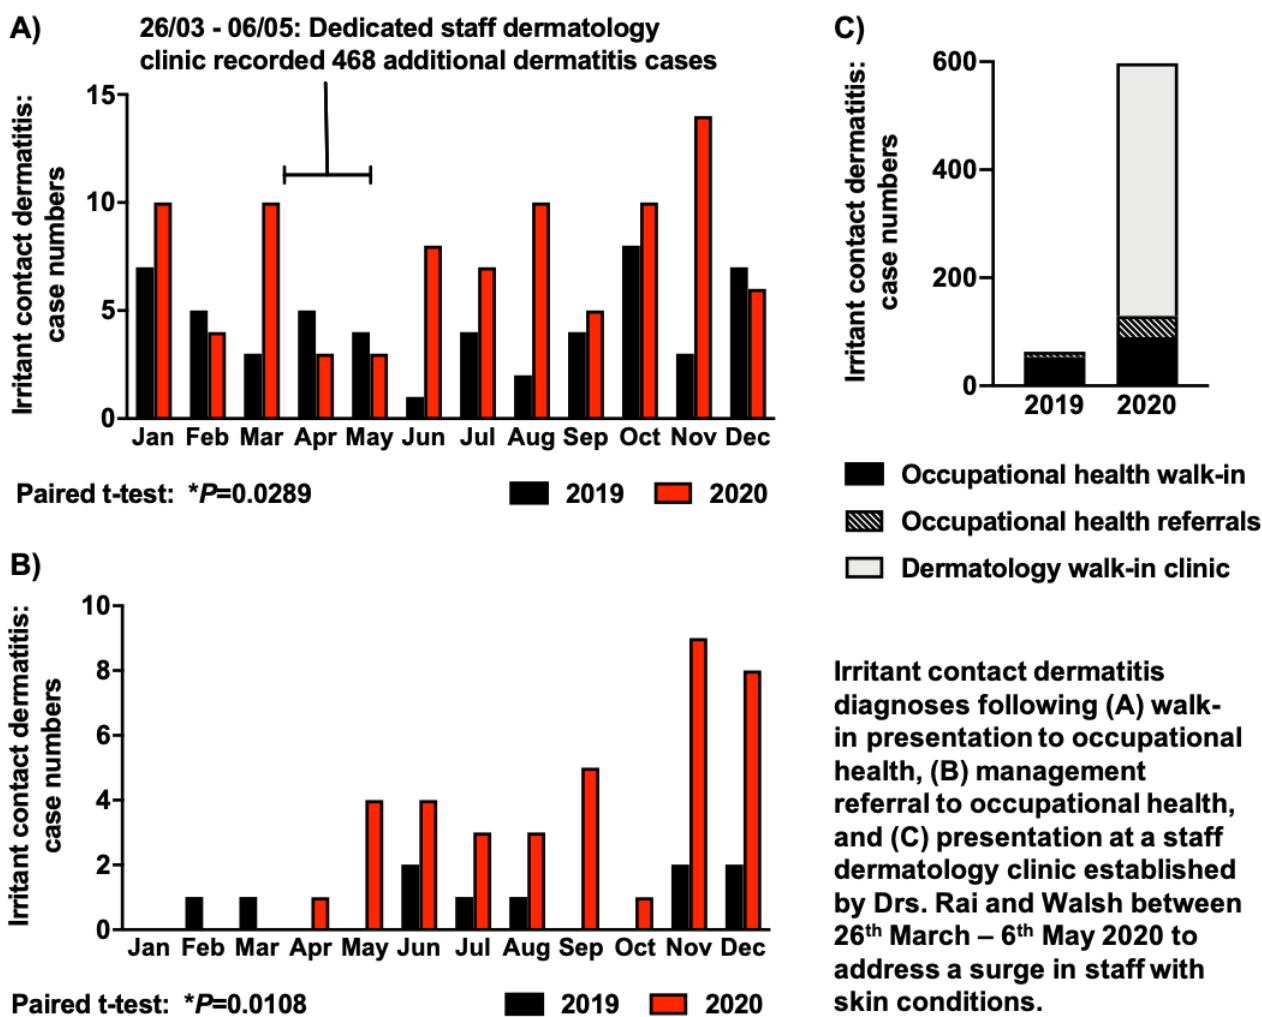 A)
26/03 - 06/05: Dedicated staff dermatology
clinic recorded 468 additional dermatitis cases
Irritant contact dermatitis:
case numbers
15
10
5
0
Jan Feb Mar Apr May Jun Jul Aug Sep Oct Nov Dec
Paired t-test: *P=0.0289
2019
2020
B)
Irritant contact dermatitis:
case numbers
10
8
6
4
2
0
Jan Feb Mar Apr May Jun Jul Aug Sep Oct Nov Dec
Paired t-test: *P=0.0108
2019
2020
C)
Irritant contact dermatitis:
case numbers
600
400
200
0
2019 2020
Occupational health walk-in
Occupational health referrals
Dermatology walk-in clinic
Irritant contact dermatitis
diagnoses following (A) walk-
in presentation to occupational
health, (B) management
referral to occupational health,
and (C) presentation at a staff
dermatology clinic established
by Drs. Rai and Walsh between
26th March – 6th May 2020 to
address a surge in staff with
skin conditions.